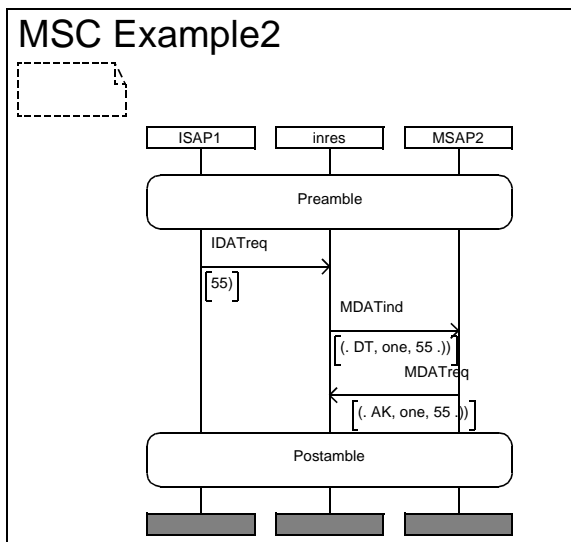 MSC Example2
ISAP1 inres MSAP2
Preamble
IDATreq
[55)]
MDATind
[(. DT, one, 55 .))]
MDATreq
[(. AK, one, 55 .))]
Postamble